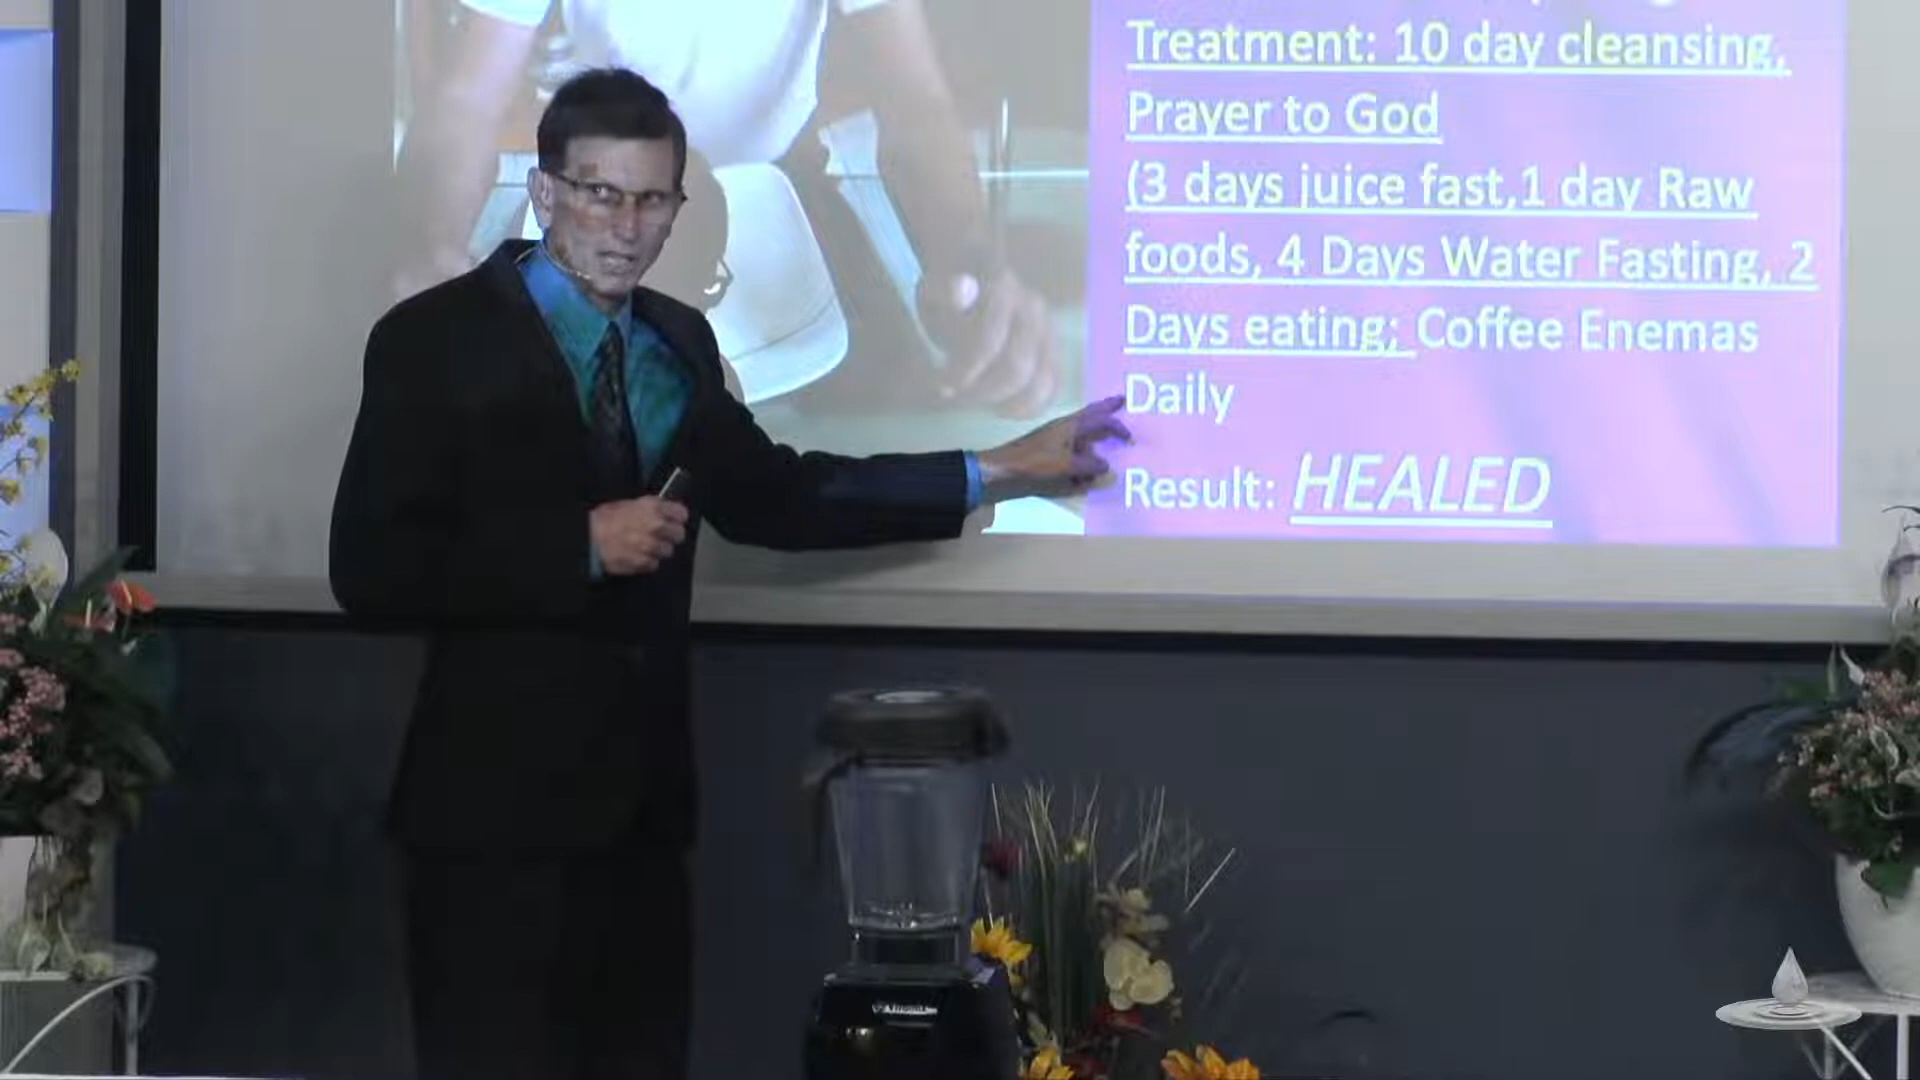 Treatment: 10 day cleansing,
Prayer to God
(3 days juice fast,1 day Raw
foods, 4 Days Water Fasting, 2
Days eating; Coffee Enemas
Daily
Result: HEALED